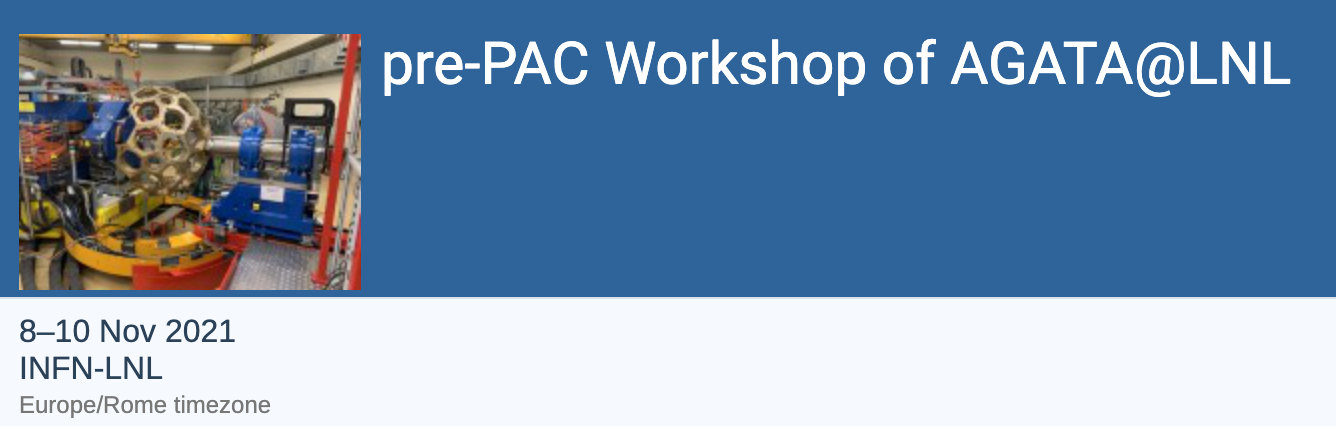 pre-PAC Workshop of AGATA@LNL
8–10 Nov 2021
INFN-LNL
Europe/Rome timezone